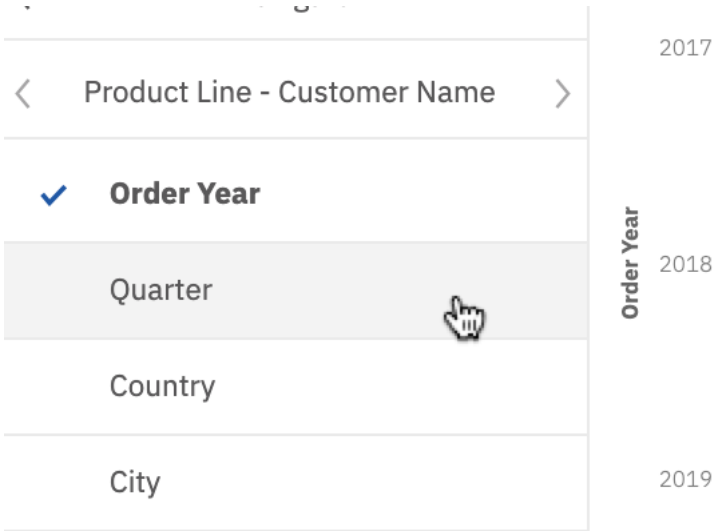 Product Line - Customer Name
Order Year
Quarter
Country
City
Order Year
2017
2018
2019